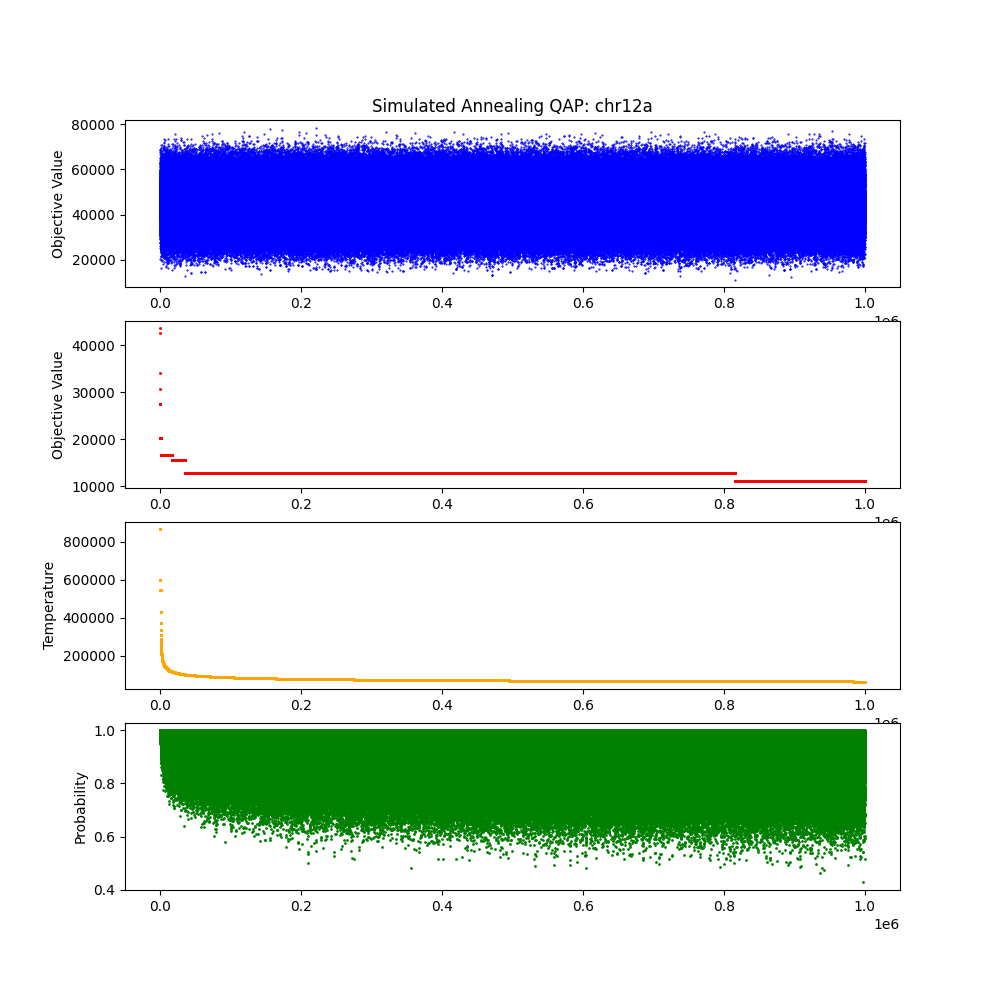 Simulated Annealing QAP: chr12a
80000
60000
40000
20000
Objective Value
0.0 0.2 0.4 0.6 0.8 1.0
1e6
40000
30000
20000
10000
Objective Value
0.0 0.2 0.4 0.6 0.8 1.0
1e6
800000
600000
400000
200000
Temperature
0.0 0.2 0.4 0.6 0.8 1.0
1e6
1.0
0.8
0.6
0.4
Probability
0.0 0.2 0.4 0.6 0.8 1.0
1e6